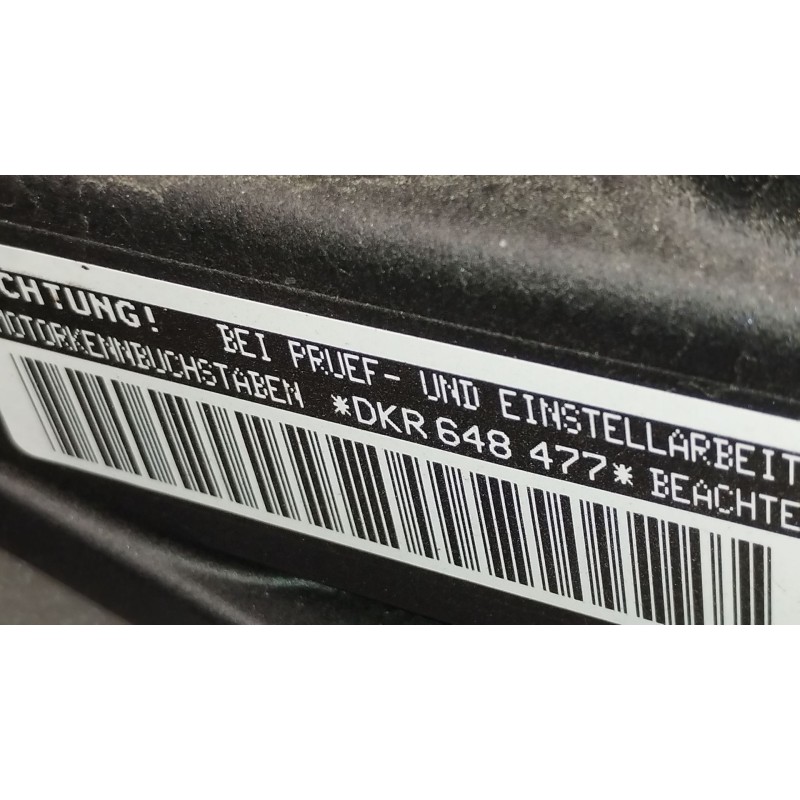 CHTUNG! BEI PRUEF- UND EINSTELLARBEIT
MOTORKENNBUCHSTABEN *DKR 648 477* BEACHTE